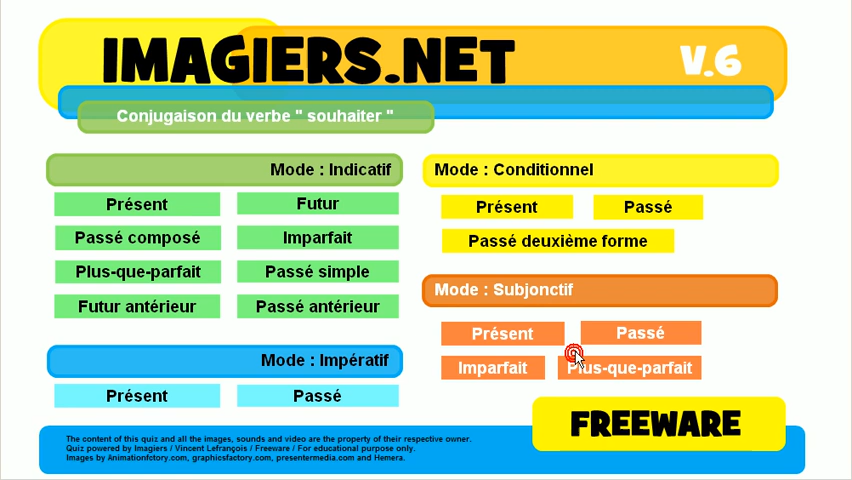 IMAGIERS.NET
V.6
Conjugaison du verbe " souhaiter "
Mode : Indicatif
Présent
Futur
Passé composé
Imparfait
Plus-que-parfait
Passé simple
Futur antérieur
Passé antérieur
Mode : Impératif
Présent
Passé
Mode : Conditionnel
Présent
Passé
Passé deuxième forme
Mode : Subjonctif
Présent
Passé
Imparfait
Plus-que-parfait
FREEWARE
The content of this quiz and all the images, sounds and video are the property of their respective owner.
Quiz powered by Imagiers / Vincent Lefrançois / Freeware / For educational purpose only.
Images by Animationfctory.com, graphicsfactory.com, presentermedia.com and Hemera.